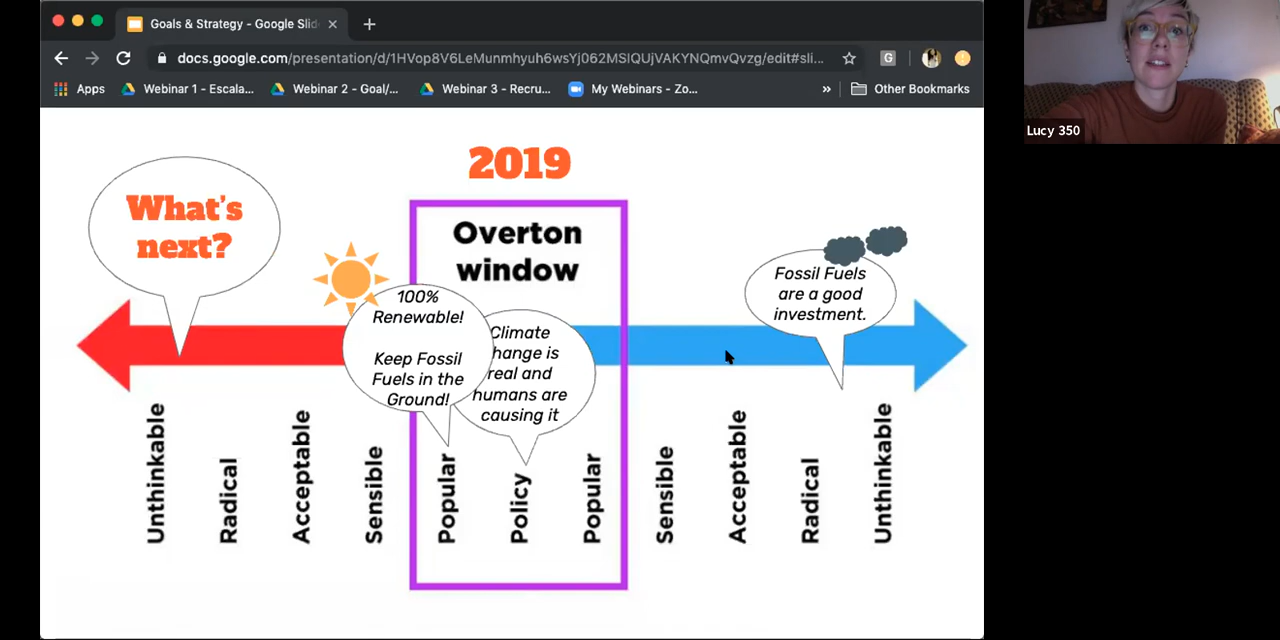 Goals & Strategy - Google Slid
docs.google.com/presentation/d/1HVop8V6LeMunmhyuh6wsYj062MSIQUjVAKYNQmvQvzg/edit#sli...
G
Apps
Webinar 1 - Escala...
Webinar 2 - Goal/...
Webinar 3 - Recru...
My Webinars - Zo...
»
Other Bookmarks
Lucy 350
2019
What's
next?
Overton
window
100%
Renewable!
Keep Fossil
Fuels in the
Ground!
Climate
hange is
real and
humans are
causing it
Fossil Fuels
are a good
investment.
Unthinkable
Radical
Acceptable
Sensible
Popular
Policy
Popular
Sensible
Acceptable
Radical
Unthinkable